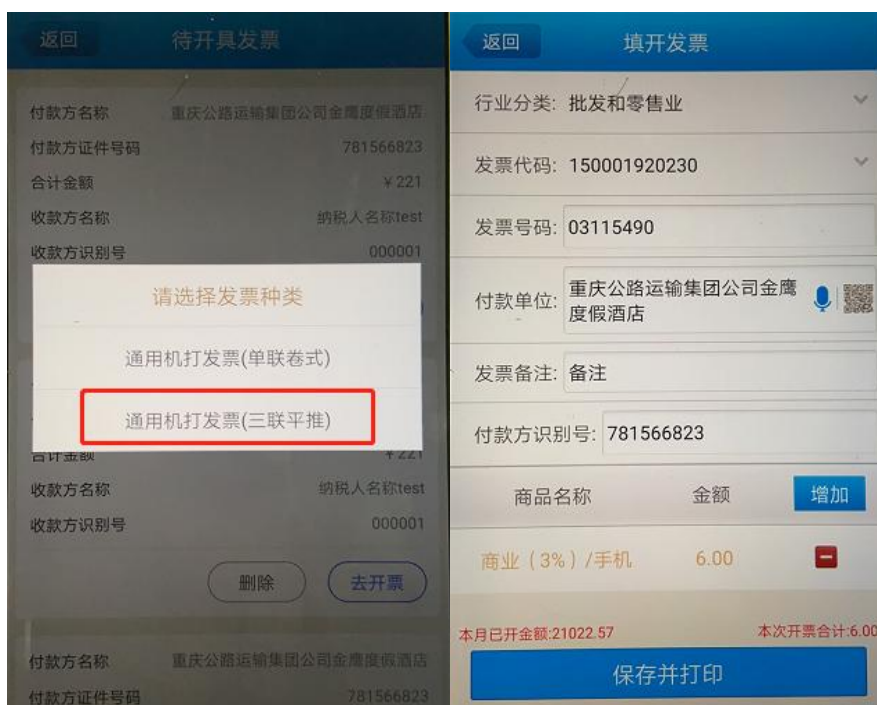 返回
待开具发票
付款方名称 重庆公路运输集团公司金鹰度假酒店
付款方证件号码 781566823
合计金额 ￥221
收款方名称 纳税人名称test
收款方识别号 000001
请选择发票种类
通用机打发票(单联卷式)
通用机打发票(三联平推)
合计金额 ￥221
收款方名称 纳税人名称test
收款方识别号 000001
删除
去开票
付款方名称 重庆公路运输集团公司金鹰度假酒店
付款方证件号码 781566823
返回
填开发票
行业分类: 批发和零售业
发票代码: 150001920230
发票号码: 03115490
付款单位: 重庆公路运输集团公司金鹰
度假酒店
发票备注: 备注
付款方识别号: 781566823
商品名称 金额 增加
商业（3%）/手机 6.00
本月已开金额:21022.57 本次开票合计:6.00
保存并打印